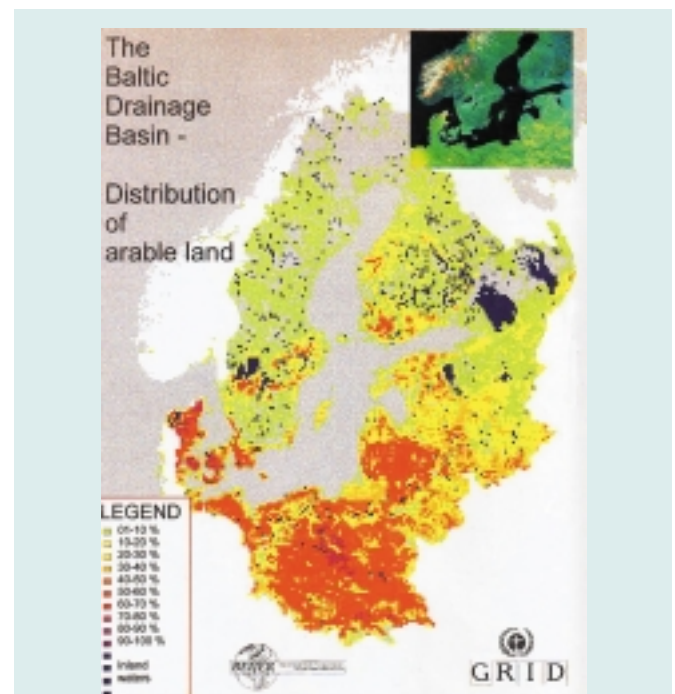 The
Baltic
Drainage
Basin -
Distribution
of
arable land
LEGEND
01-10 %
10-20 %
20-30 %
30-40 %
40-50 %
50-60 %
60-70 %
70-80 %
80-90 %
90-100 %
Inland
waters
GRID